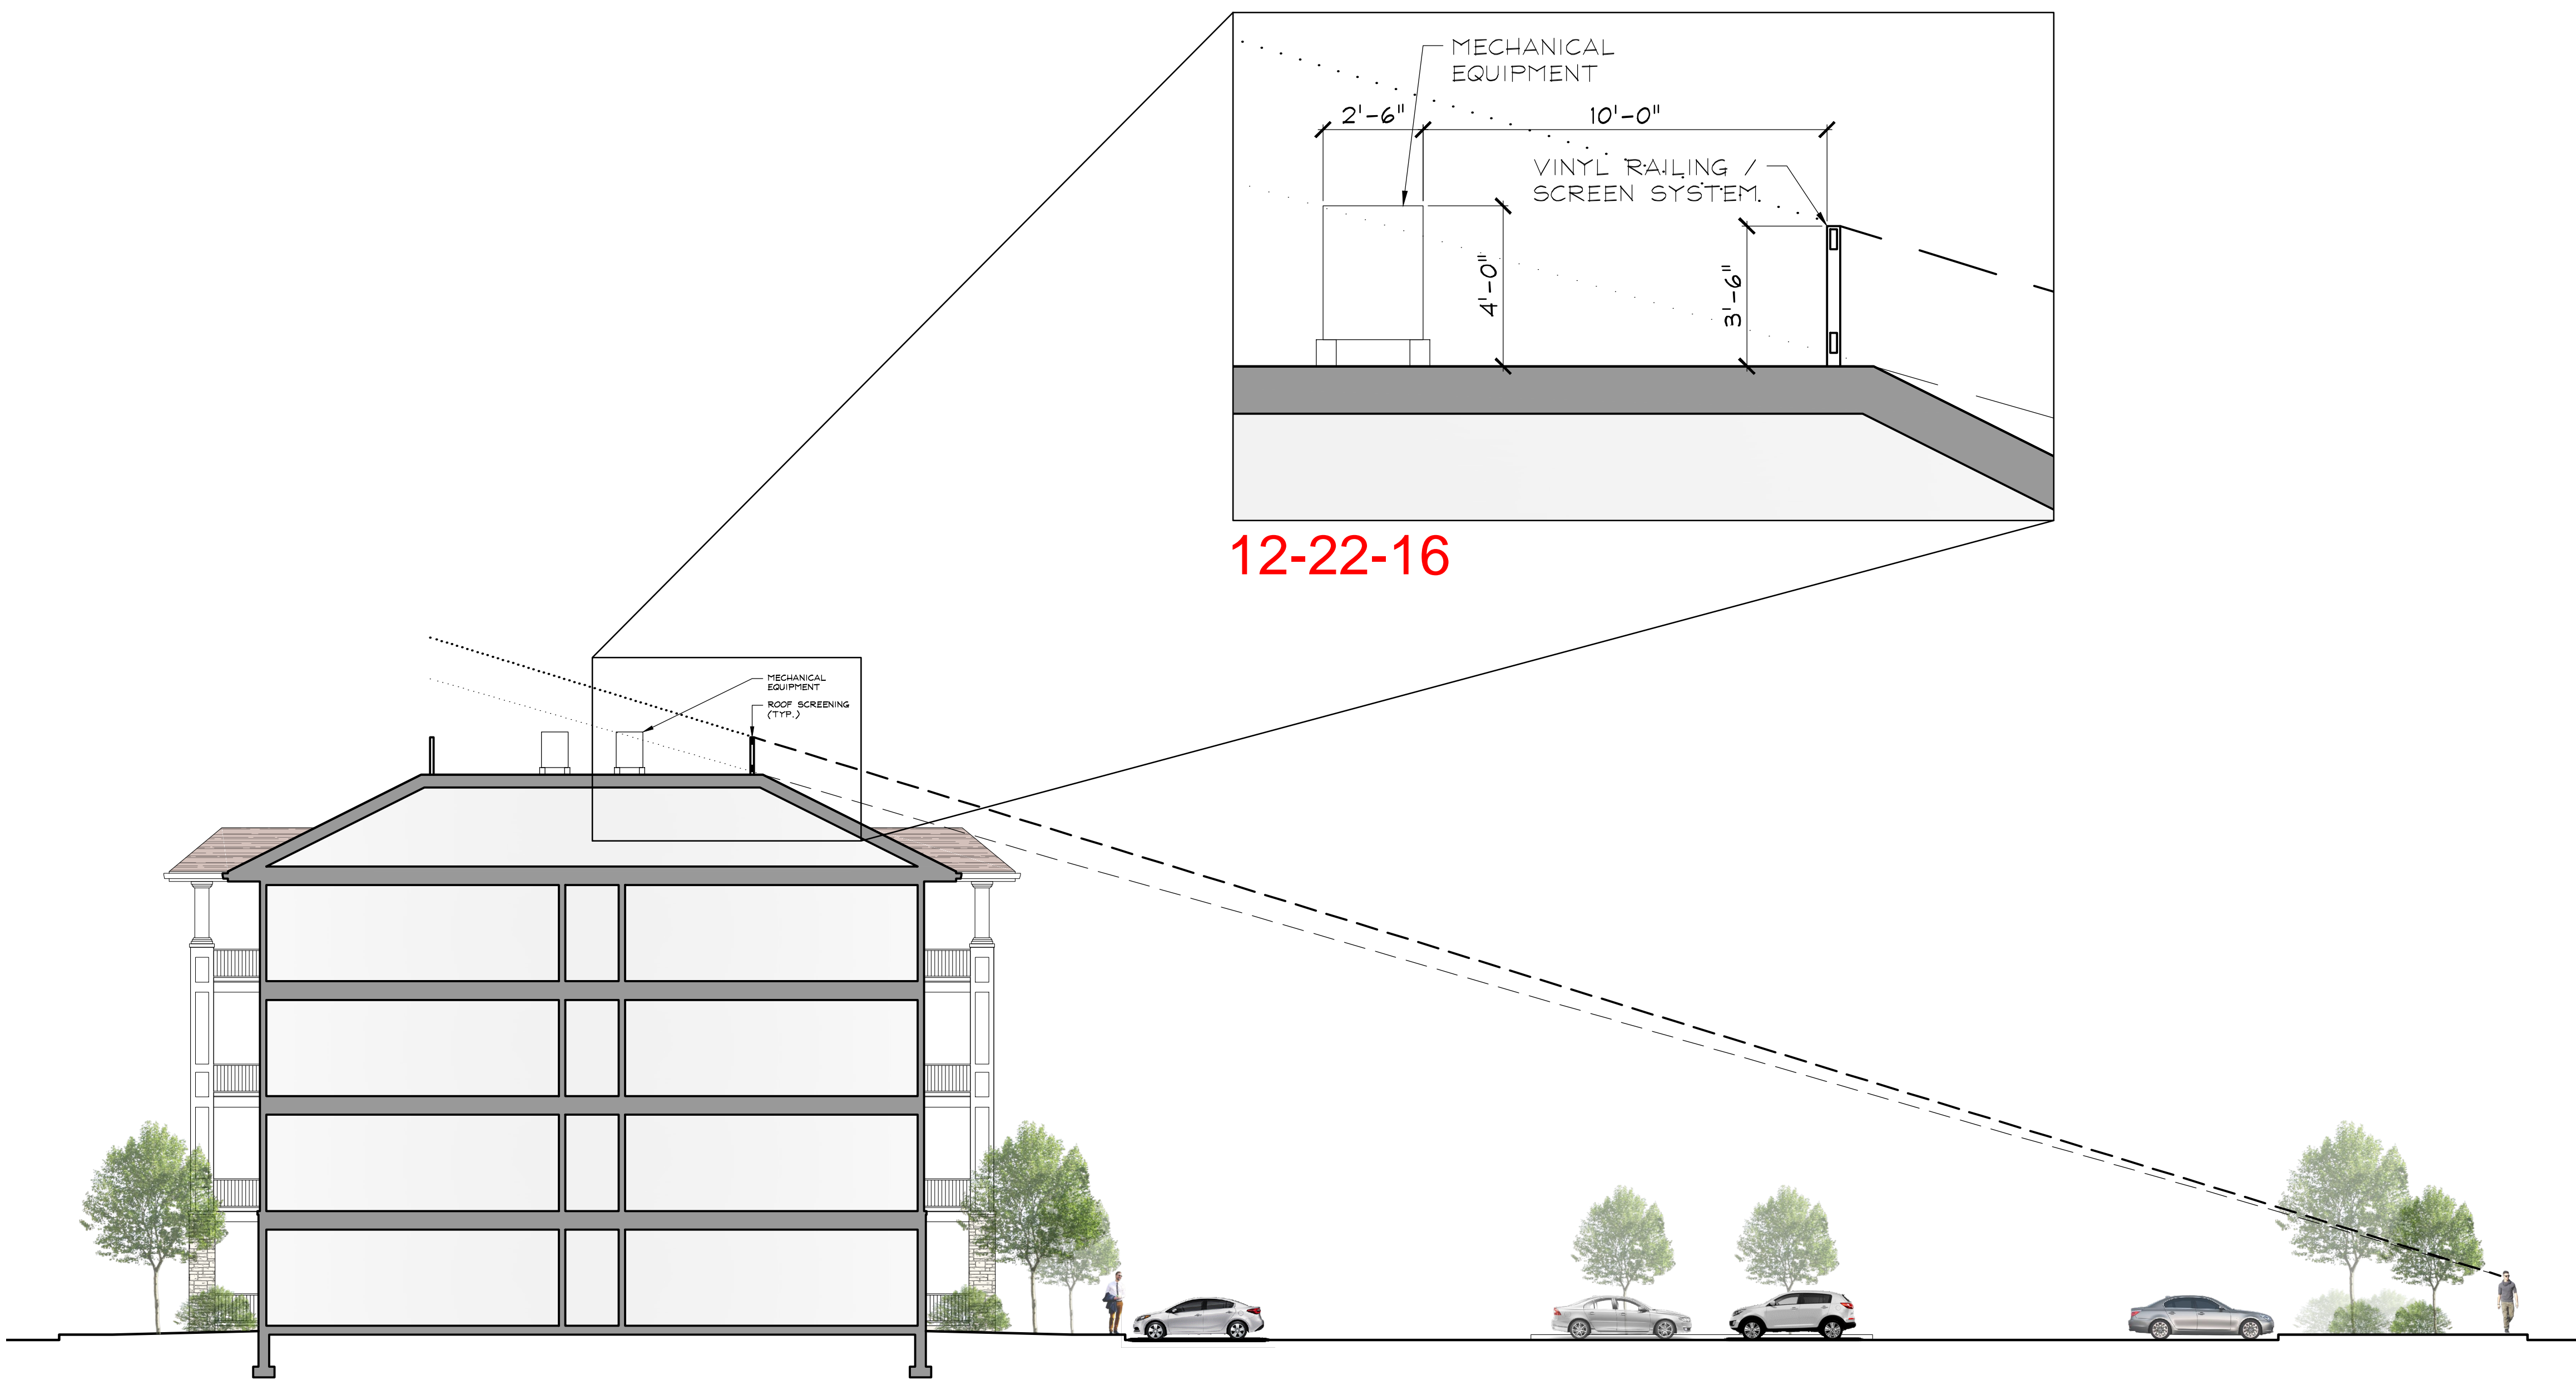 MECHANICAL
EQUIPMENT
2'-6"
10'-0"
VINYL RAILING /
SCREEN SYSTEM.
4'-0"
3'-6"
12-22-16
MECHANICAL
EQUIPMENT
ROOF SCREENING
(TYP.)